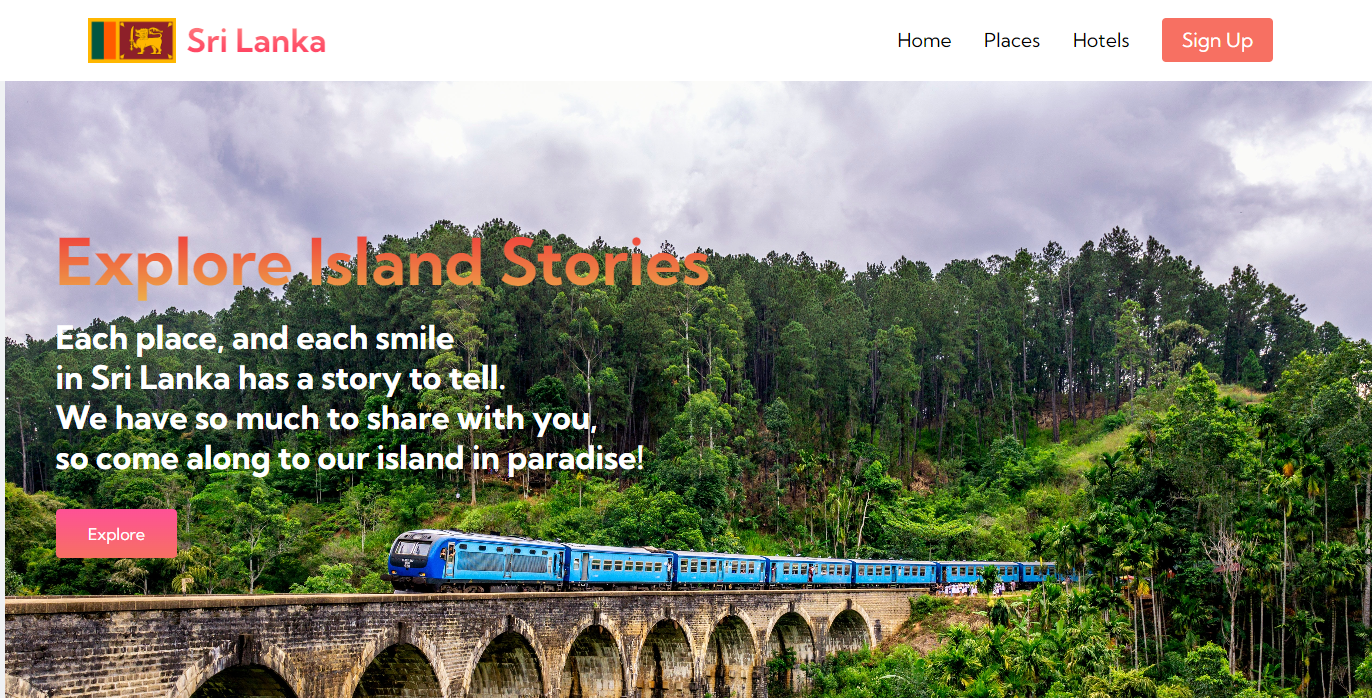 Sri Lanka
Home
Places
Hotels
Sign Up
Explore Island Stories
Each place, and each smile
in Sri Lanka has a story to tell.
We have so much to share with you,
so come along to our island in paradise!
Explore